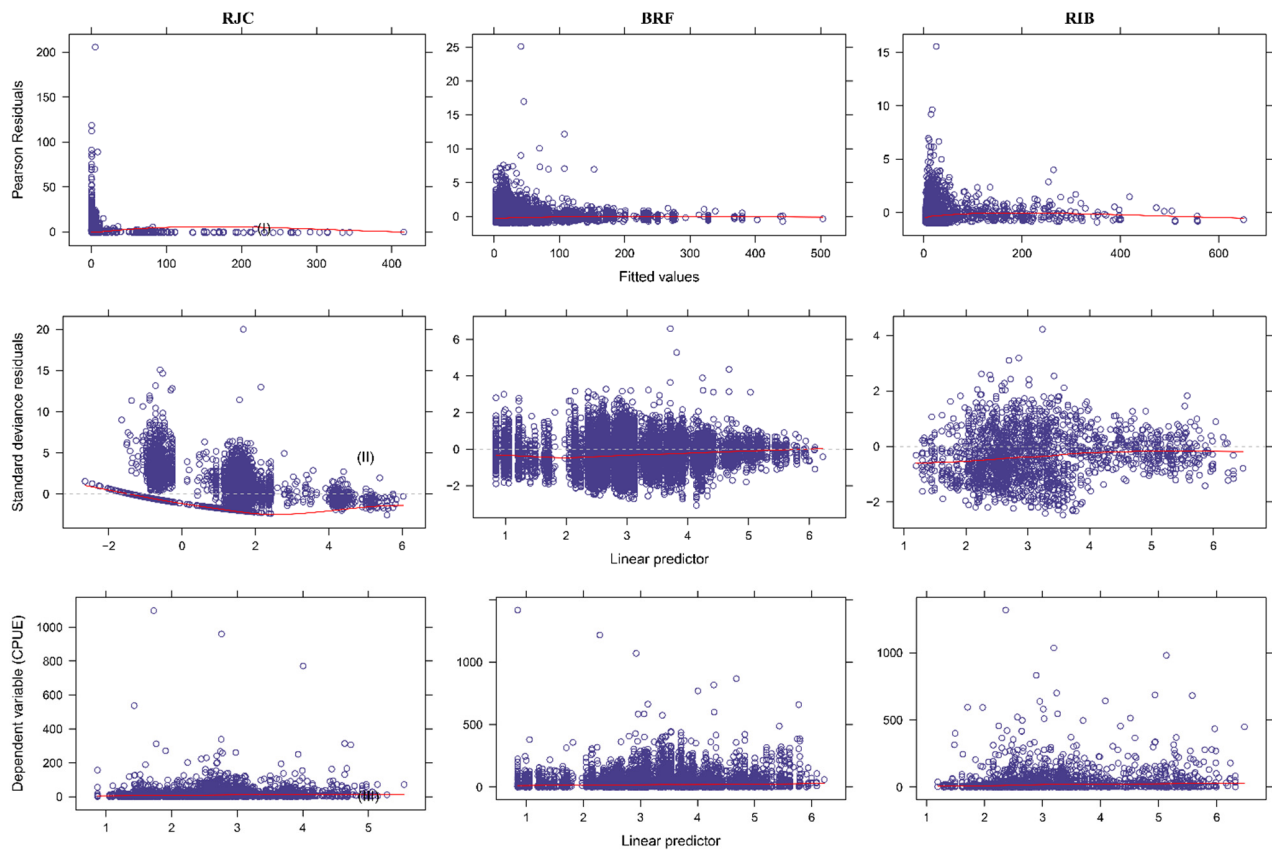 RJC BRF RIB
Pearson Residuals
200
150
100
50
0
0 100 200 300 400
(I)
25
20
15
10
5
0
0 100 200 300 400 500
15
10
5
0
0 200 400 600
Fitted values
Standard deviance residuals
20
15
10
5
0
−2 0 2 4 6
(II)
6
4
2
0
−2
1 2 3 4 5 6
4
2
0
−2
1 2 3 4 5 6
Linear predictor
Dependent variable (CPUE)
1000
800
600
400
200
0
1 2 3 4 5
(III)
1000
500
0
1 2 3 4 5 6
1000
500
0
1 2 3 4 5 6
Linear predictor